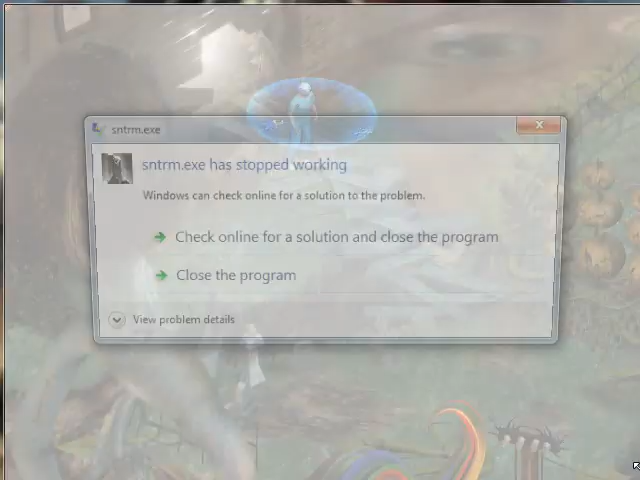 sntrm.exe
sntrm.exe has stopped working
Windows can check online for a solution to the problem.
Check online for a solution and close the program
Close the program
View problem details